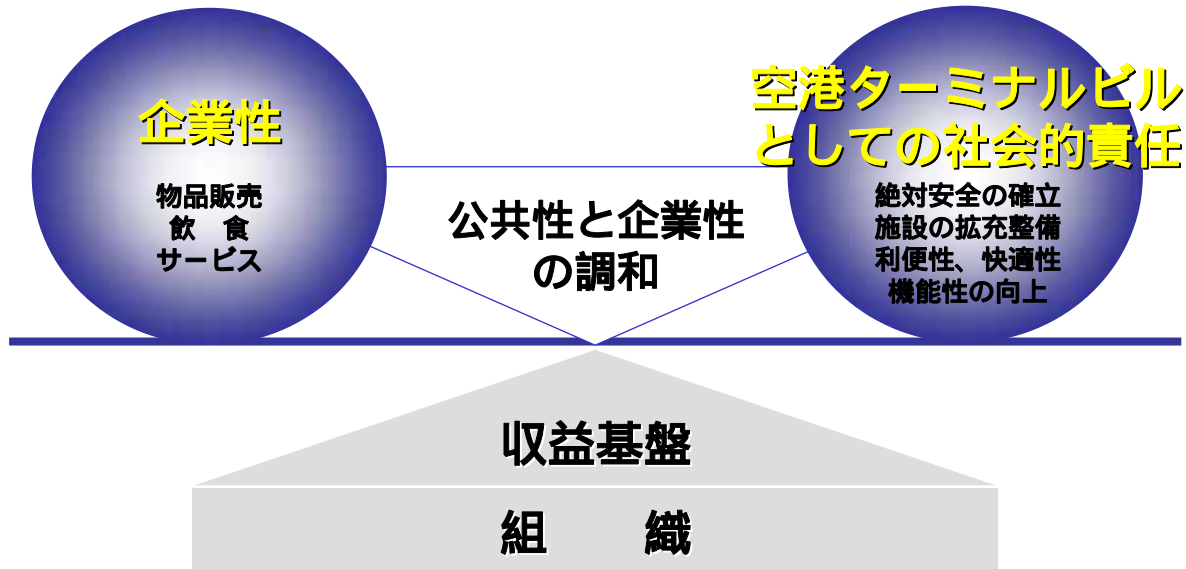 企業性
物品販売
飲　食
サービス
公共性と企業性
の調和
空港ターミナルビル
としての社会的責任
絶対安全の確立
施設の拡充整備
利便性、快適性
機能性の向上
収益基盤
組　　織